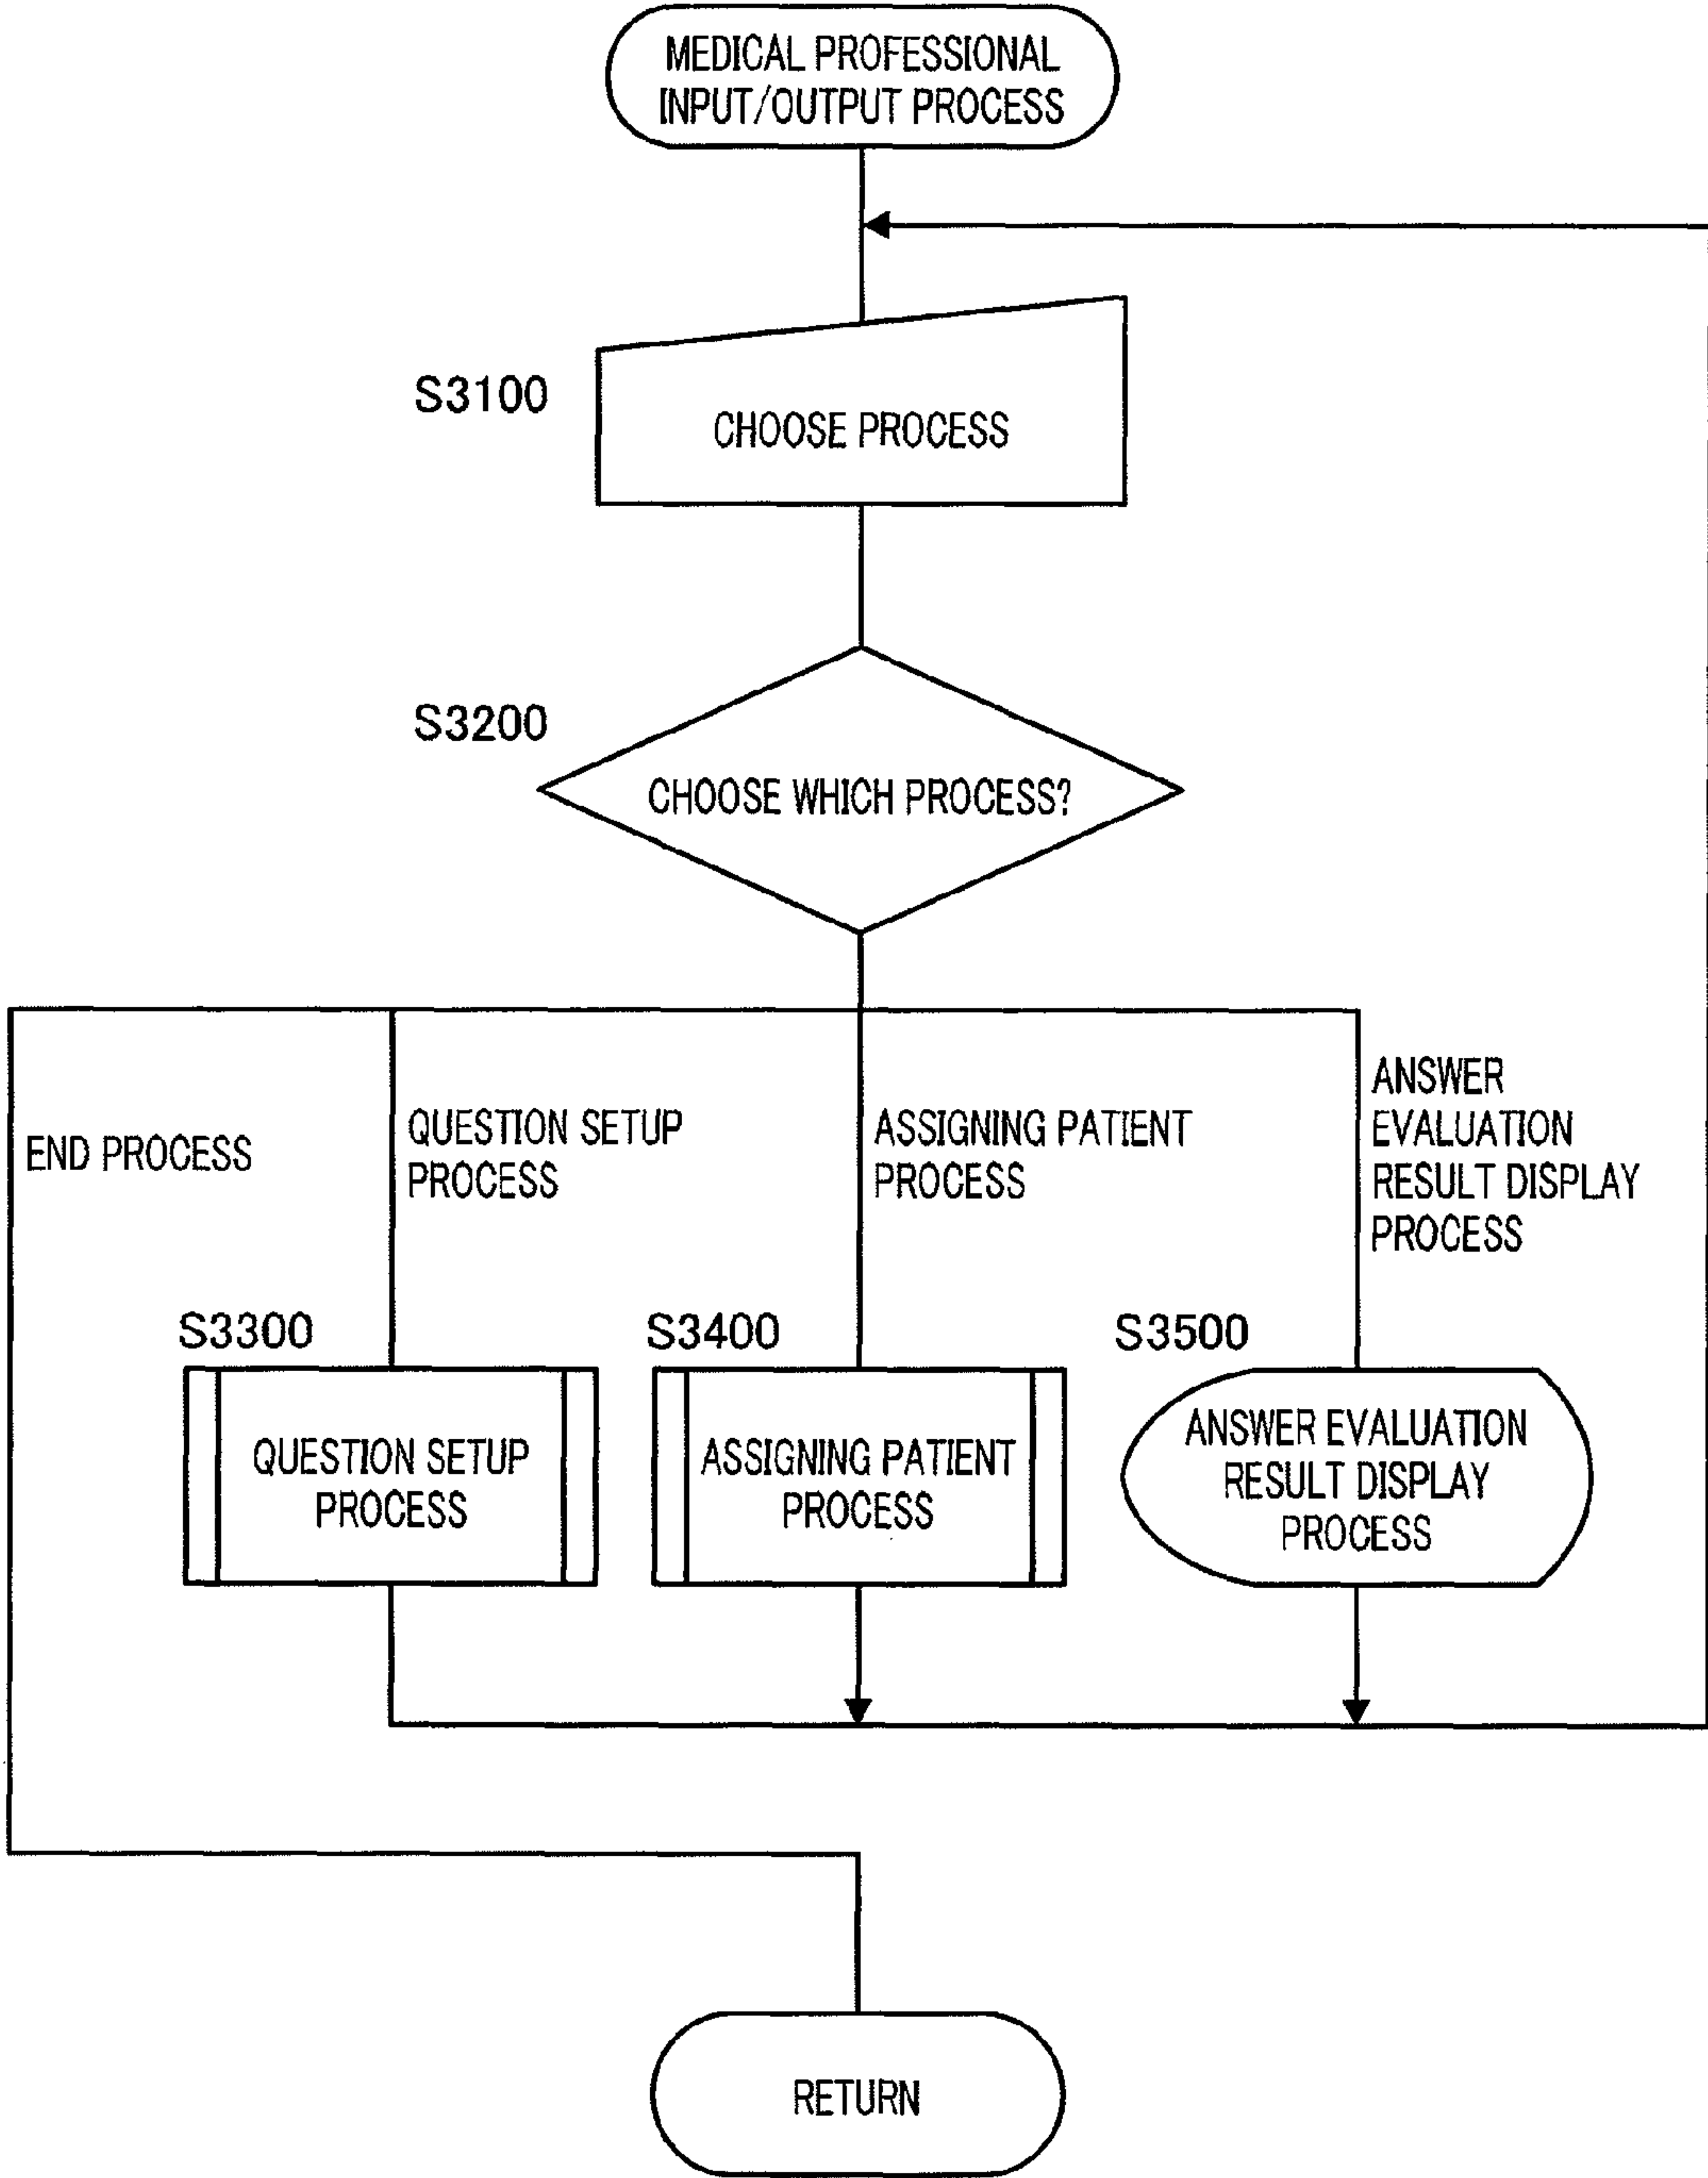 MEDICAL PROFESSIONAL
INPUT/OUTPUT PROCESS
S3100
CHOOSE PROCESS
S3200
CHOOSE WHICH PROCESS?
END PROCESS
QUESTION SETUP
PROCESS
ASSIGNING PATIENT
PROCESS
ANSWER
EVALUATION
RESULT DISPLAY
PROCESS
S3300
QUESTION SETUP
PROCESS
S3400
ASSIGNING PATIENT
PROCESS
S3500
ANSWER EVALUATION
RESULT DISPLAY
PROCESS
RETURN